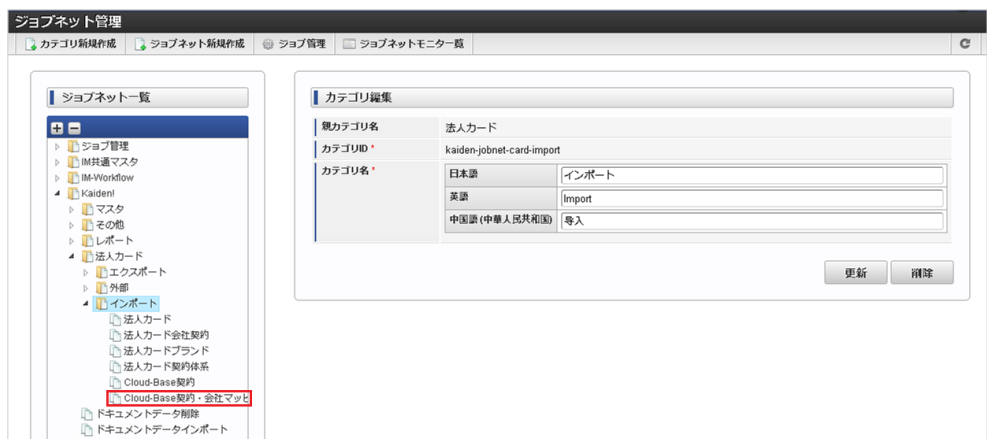 ジョブネット管理
カテゴリ新規作成 ジョブネット新規作成 ジョブ管理 ジョブネットモニタ一覧
ジョブネット一覧
ジョブ管理
IM共通マスタ
IM-Workflow
Kaiden!
マスタ
その他
レポート
法人カード
エクスポート
外部
インポート
法人カード
法人カード会社契約
法人カードブランド
法人カード契約体系
Cloud-Base契約
Cloud-Base契約・会社マッピ
ドキュメントデータ削除
ドキュメントデータインポート
カテゴリ編集
親カテゴリ名 法人カード
カテゴリID * kaiden-jobnet-card-import
カテゴリ名 * 日本語 インポート
英語 Import
中国語 (中華人民共和国) 导入
更新 削除